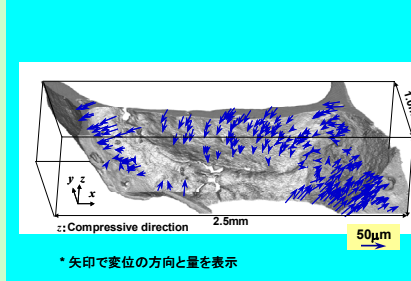 y z
x
z:Compressive direction
2.5mm
50μm
* 矢印で変位の方向と量を表示